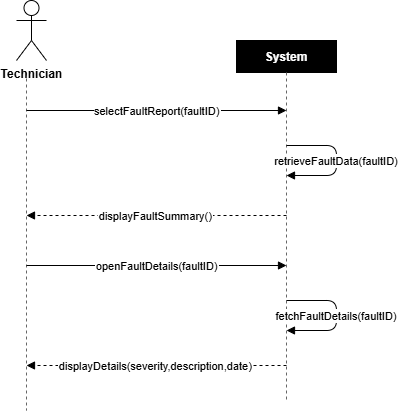 Technician
System
selectFaultReport(faultID)
retrieveFaultData(faultID)
displayFaultSummary()
openFaultDetails(faultID)
fetchFaultDetails(faultID)
displayDetails(severity,description,date)